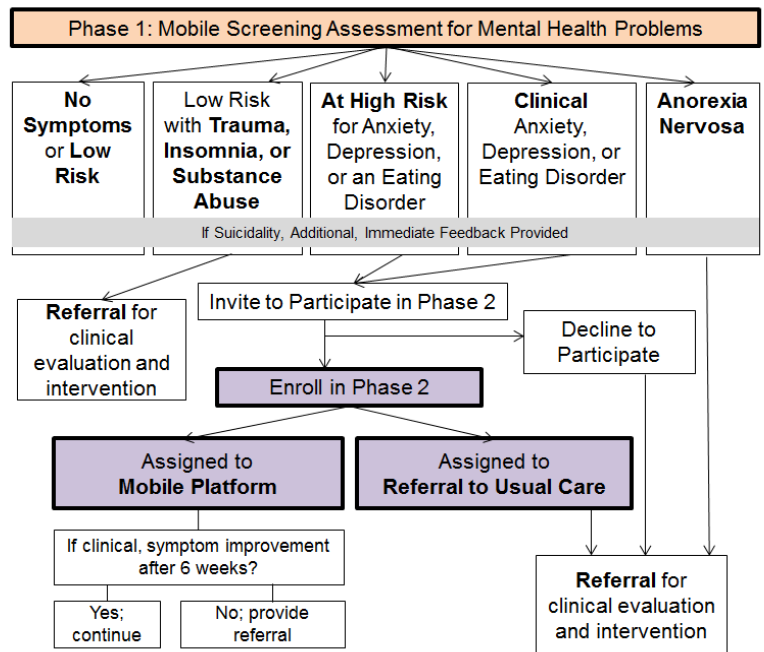 Phase 1: Mobile Screening Assessment for Mental Health Problems
No
Symptoms
or Low
Risk
Low Risk
with Trauma,
Insomnia, or
Substance
Abuse
At High Risk
for Anxiety,
Depression,
or an Eating
Disorder
Clinical
Anxiety,
Depression, or
Eating Disorder
Anorexia
Nervosa
If Suicidality, Additional, Immediate Feedback Provided
Referral for
clinical
evaluation and
intervention
Invite to Participate in Phase 2
Decline to
Participate
Enroll in Phase 2
Assigned to
Mobile Platform
Assigned to
Referral to Usual Care
If clinical, symptom improvement
after 6 weeks?
Yes;
continue
No; provide
referral
Referral for
clinical evaluation
and intervention